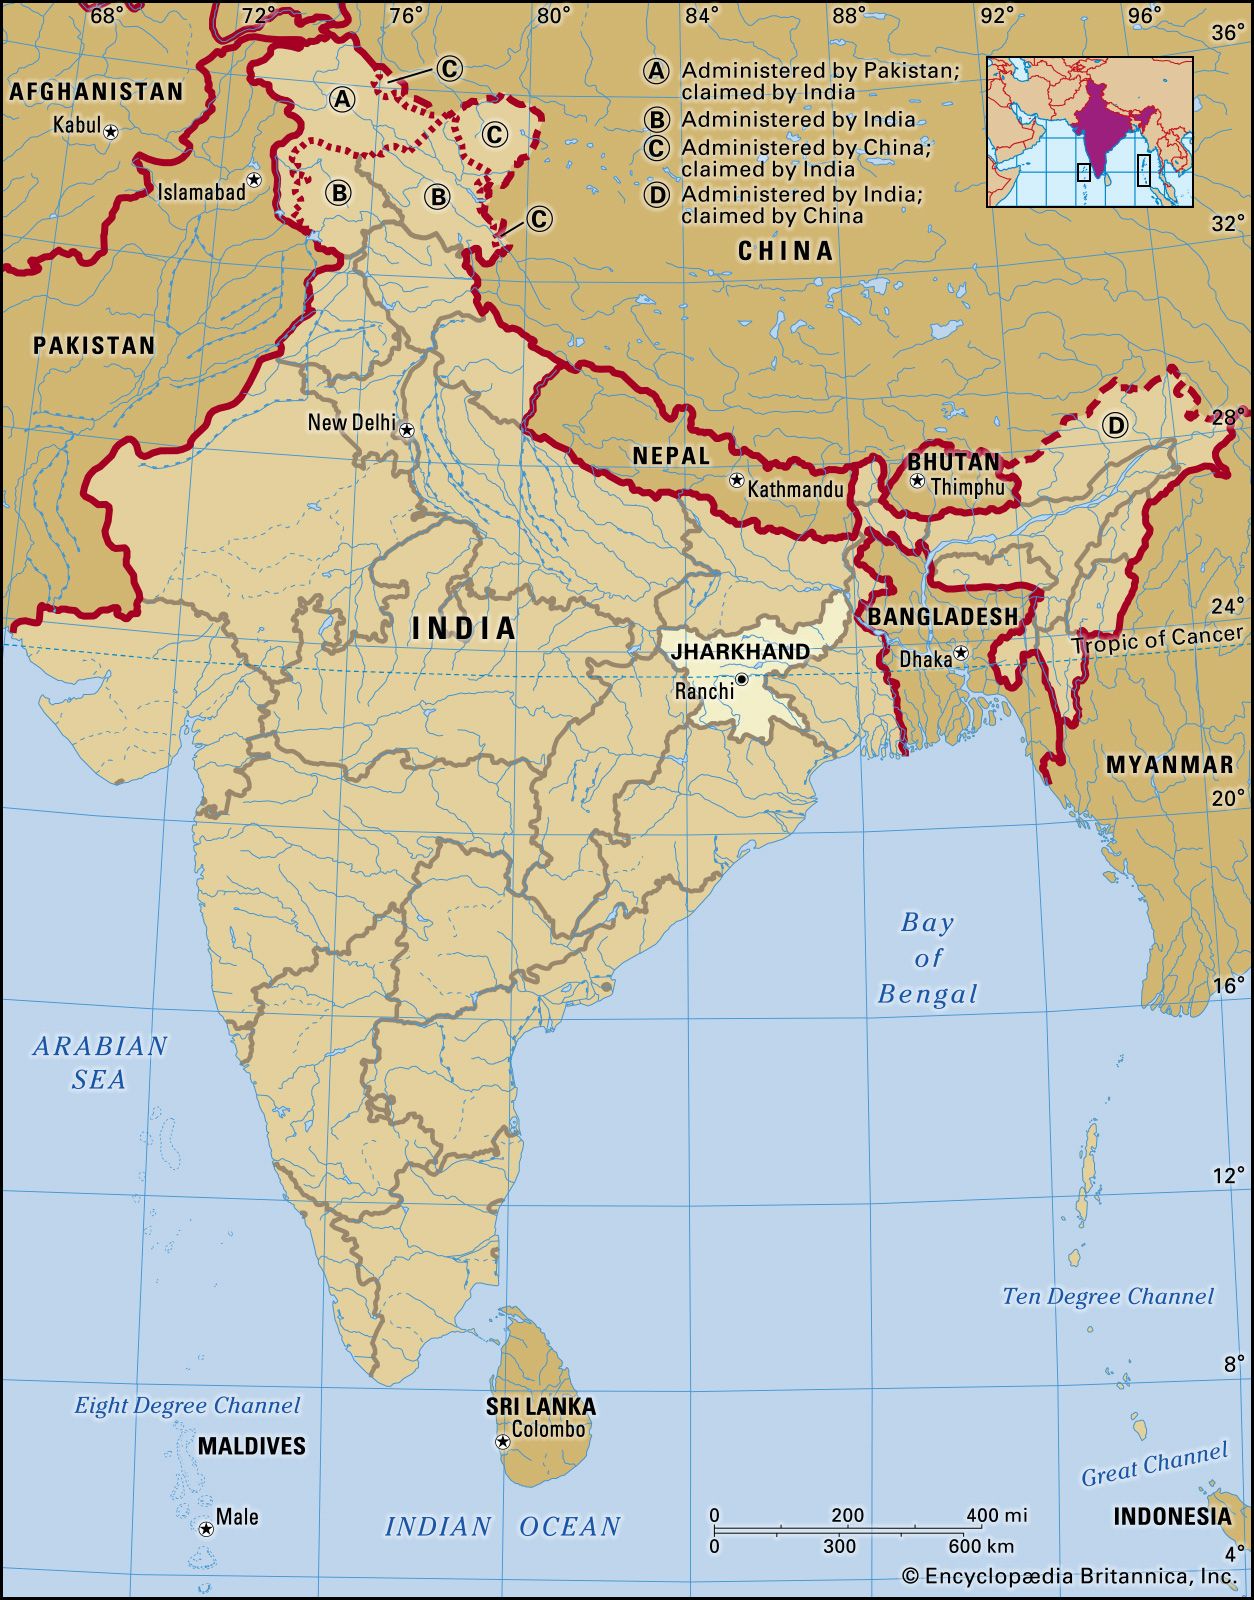 68°
72°
76°
80°
84°
88°
92°
96°
36°
AFGHANISTAN
Kabul
Islamabad
A
C
C
B
B
C
A Administered by Pakistan;
claimed by India
B Administered by India
C Administered by China;
claimed by India
D Administered by India;
claimed by China
32°
CHINA
PAKISTAN
New Delhi
NEPAL
Kathmandu
BHUTAN
Thimphu
D
28°
INDIA
JHARKHAND
Ranchi
BANGLADESH
Dhaka
24°
Tropic of Cancer
MYANMAR
20°
Bay
of
Bengal
16°
ARABIAN
SEA
12°
Ten Degree Channel
8°
Eight Degree Channel
MALDIVES
Male
SRI LANKA
Colombo
Great Channel
INDONESIA
INDIAN OCEAN
0 200 400 mi
0 300 600 km
4°
© Encyclopædia Britannica, Inc.